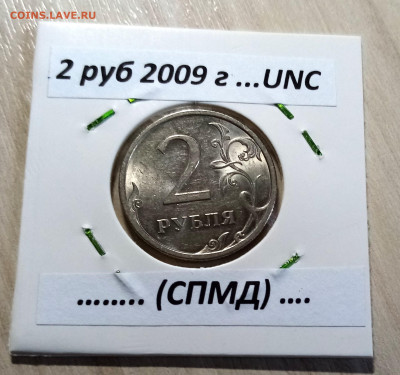 COINS.LAVE.RU
2 руб 2009 г ...UNC
2
РУБЛЯ
........ (СПМД) ....